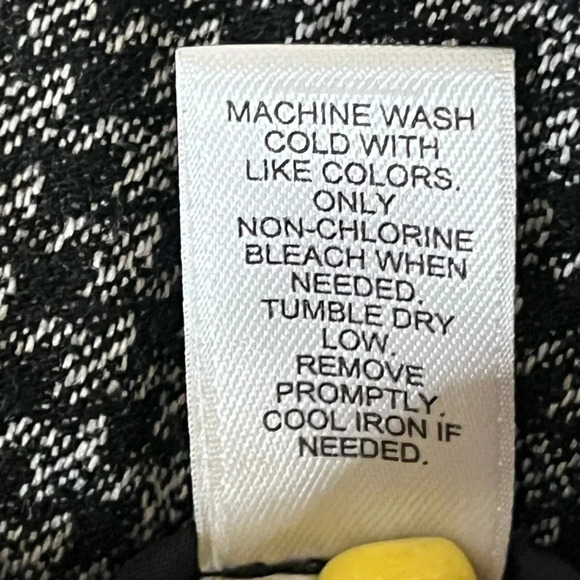 MACHINE WASH
COLD WITH
LIKE COLORS.
ONLY
NON-CHLORINE
BLEACH WHEN
NEEDED.
TUMBLE DRY
LOW.
REMOVE
PROMPTLY.
COOL IRON IF
NEEDED.